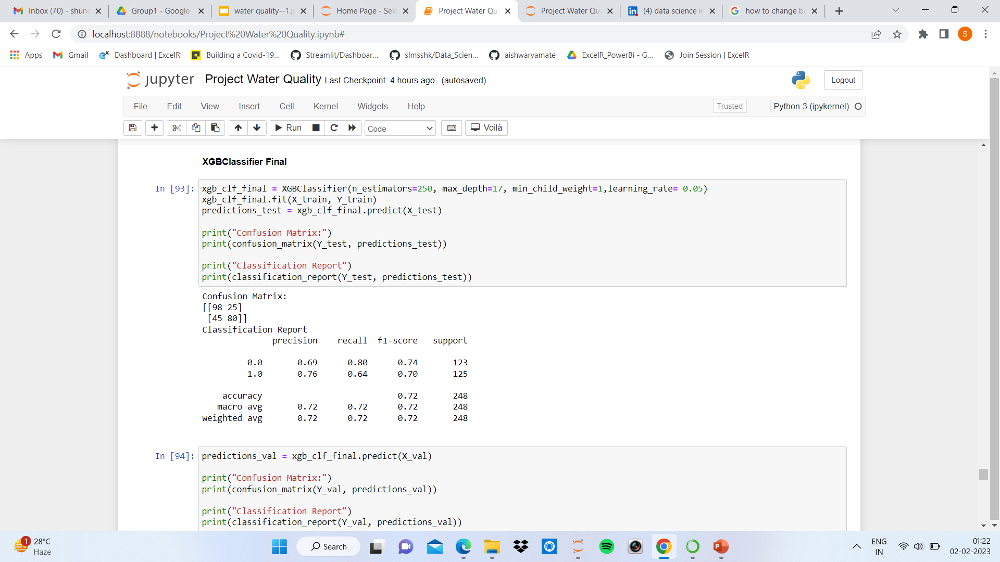 Inbox (70) - shun
Group1 - Google
water quality--1.p
Home Page - Sele
Project Water Qu
Project Water Qu
(4) data science in
how to change ba
localhost:8888/notebooks/Project%20Water%20Quality.ipynb#
S
Apps
Gmail
Dashboard | ExcelR
Building a Covid-19...
Streamlit/Dashboar...
slmsshk/Data_Scien...
aishwaryamate
ExcelR_PowerBi - G...
Join Session | ExcelR
jupyter Project Water Quality Last Checkpoint: 4 hours ago (autosaved)
Logout
File Edit View Insert Cell Kernel Widgets Help
Trusted
Python 3 (ipykernel)
Run
Code
Voilà
XGBClassifier Final
In [93]: xgb_clf_final = XGBClassifier(n_estimators=250, max_depth=17, min_child_weight=1,learning_rate= 0.05)
xgb_clf_final.fit(X_train, Y_train)
predictions_test = xgb_clf_final.predict(X_test)
print("Confusion Matrix:")
print(confusion_matrix(Y_test, predictions_test))
print("Classification Report")
print(classification_report(Y_test, predictions_test))
Confusion Matrix:
[[98 25]
[45 80]]
Classification Report
precision recall f1-score support
0.0 0.69 0.80 0.74 123
1.0 0.76 0.64 0.70 125
accuracy 0.72 248
macro avg 0.72 0.72 0.72 248
weighted avg 0.72 0.72 0.72 248
In [94]: predictions_val = xgb_clf_final.predict(X_val)
print("Confusion Matrix:")
print(confusion_matrix(Y_val, predictions_val))
print("Classification Report")
print(classification_report(Y_val, predictions_val))
1
28°C
Haze
Search
P
ENG
IN
01:22
02-02-2023